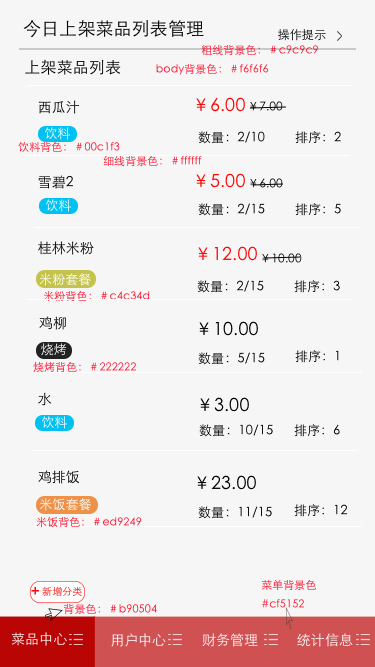 今日上架菜品列表管理
操作提示 >
粗线背景色：#c9c9c9
上架菜品列表
body背景色：#f6f6f6
西瓜汁 ￥6.00 ￥7.00
饮料 数量：2/10 排序：2
饮料背色：#00c1f3
细线背景色：#ffffff
雪碧2 ￥5.00 ￥6.00
饮料 数量：2/15 排序：5
桂林米粉 ￥12.00 ￥10.00
米粉套餐 数量：2/15 排序：3
米粉背色：#c4c34d
鸡柳 ￥10.00
烧烤 数量：5/15 排序：1
烧烤背色：#222222
水 ￥3.00
饮料 数量：10/15 排序：6
鸡排饭 ￥23.00
米饭套餐 数量：11/15 排序：12
米饭背色：#ed9249
+ 新增分类
菜单背景色
#cf5152
背景色：#b90504
菜品中心 用户中心 财务管理 统计信息